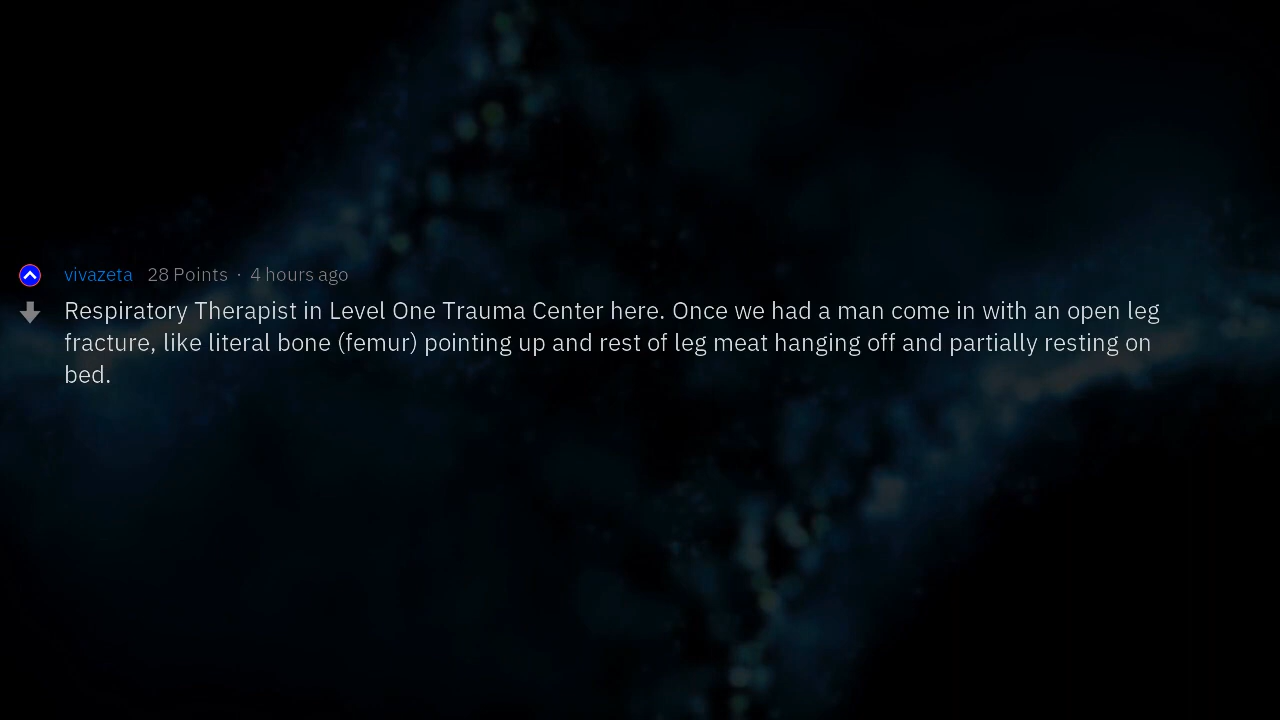 vivazeta 28 Points · 4 hours ago
Respiratory Therapist in Level One Trauma Center here. Once we had a man come in with an open leg
fracture, like literal bone (femur) pointing up and rest of leg meat hanging off and partially resting on
bed.